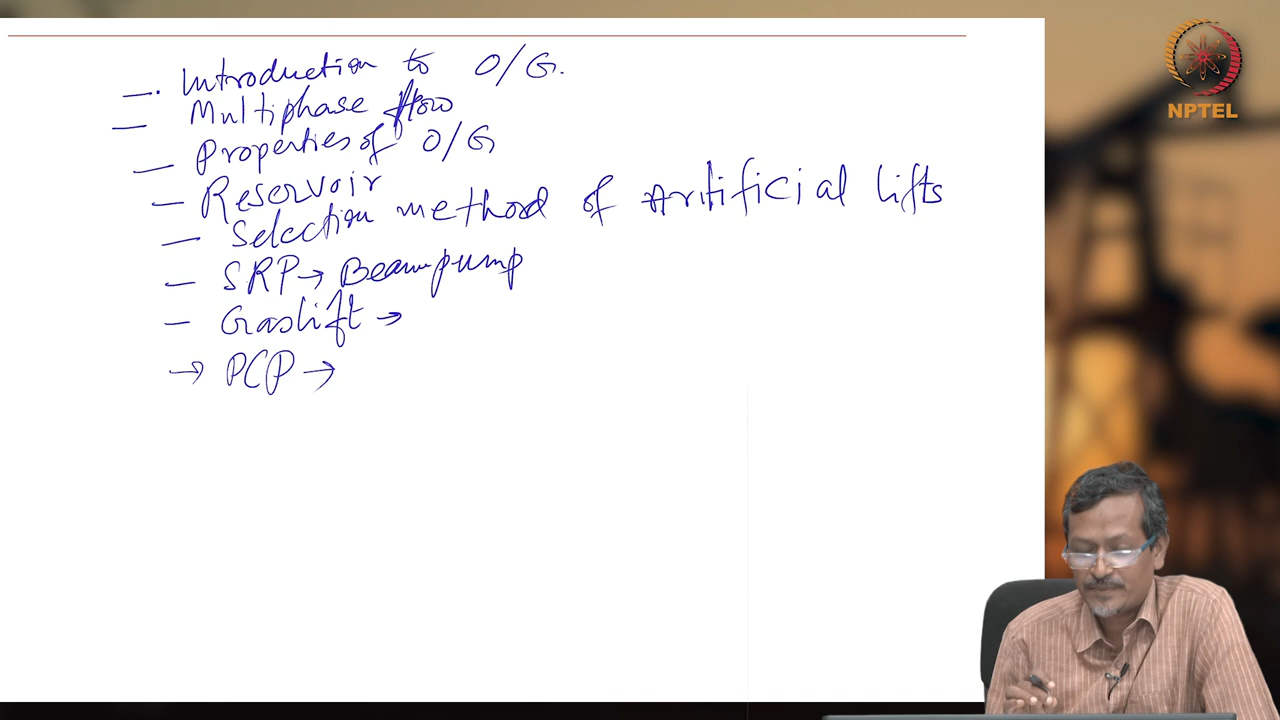 —. Introduction to O/G.
— Multiphase flow
— Properties of O/G
— Reservoir
— Selection method of Artificial lifts
— SRP → Beam pump
— Gaslift →
→ PCP →
NPTEL